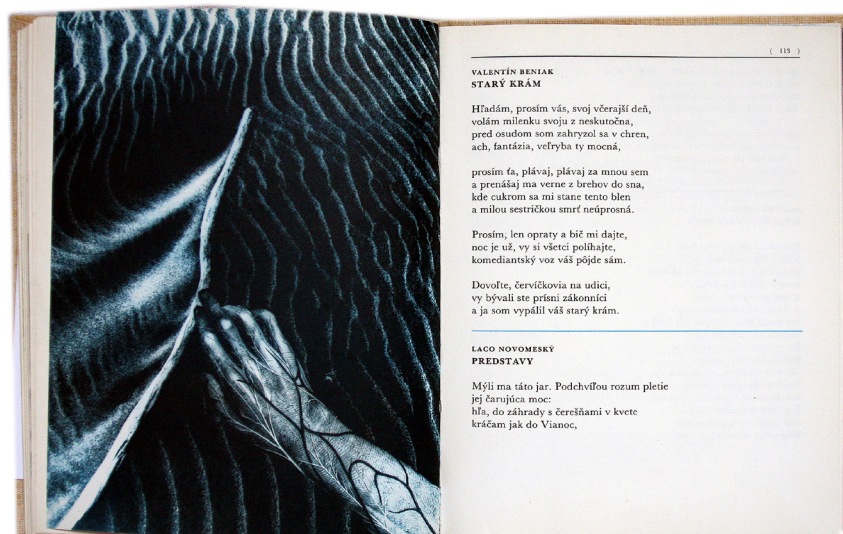 ( 115 )
VALENTÍN BENIAK
STARÝ KRÁM
Hľadám, prosím vás, svoj včerajší deň,
volám milenku svoju z neskutočna,
pred osudom som zahryzol sa v chren,
ach, fantázia, veľryba ty mocná,
prosím ťa, plávaj, plávaj za mnou sem
a prenášaj ma verne z brehov do sna,
kde cukrom sa mi stane tento blen
a milou sestričkou smrť neúprosná.
Prosím, len opraty a bič mi dajte,
noc je už, vy si všetci políhajte,
komediantský voz váš pôjde sám.
Dovoľte, červíčkovia na udici,
vy bývali ste prísni zákonníci
a ja som vypálil váš starý krám.
LACO NOVOMESKÝ
PREDSTAVY
Mýli ma táto jar. Podchvíľou rozum pletie
jej čarujúca moc:
hľa, do záhrady s čerešňami v kvete
kráčam jak do Vianoc,